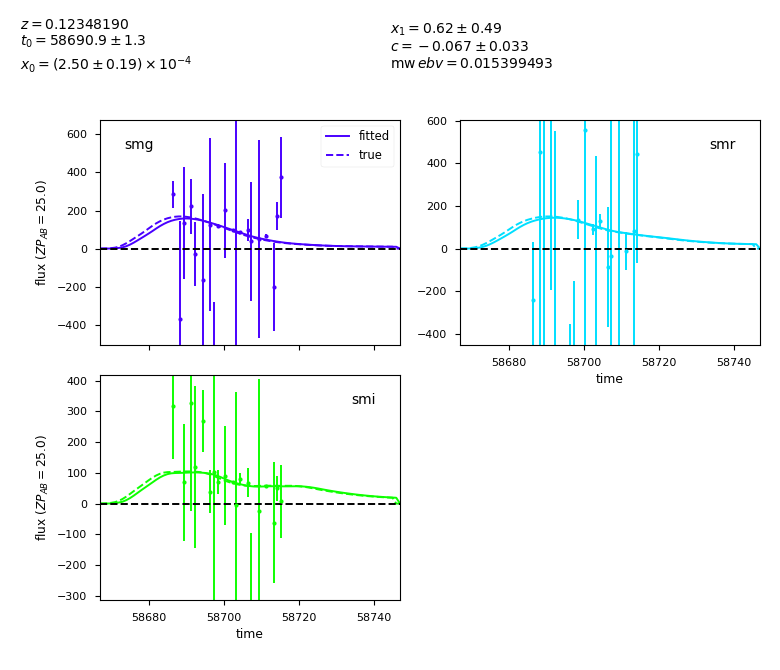 z = 0.12348190
t₀ = 58690.9 ± 1.3
x₀ = (2.50 ± 0.19) × 10⁻⁴
x₁ = 0.62 ± 0.49
c = −0.067 ± 0.033
mw ebv = 0.015399493
smg
fitted
true
600
400
200
0
−200
−400
flux (ZP_AB = 25.0)
smr
600
400
200
0
−200
−400
58680 58700 58720 58740
time
smi
400
300
200
100
0
−100
−200
−300
flux (ZP_AB = 25.0)
58680 58700 58720 58740
time